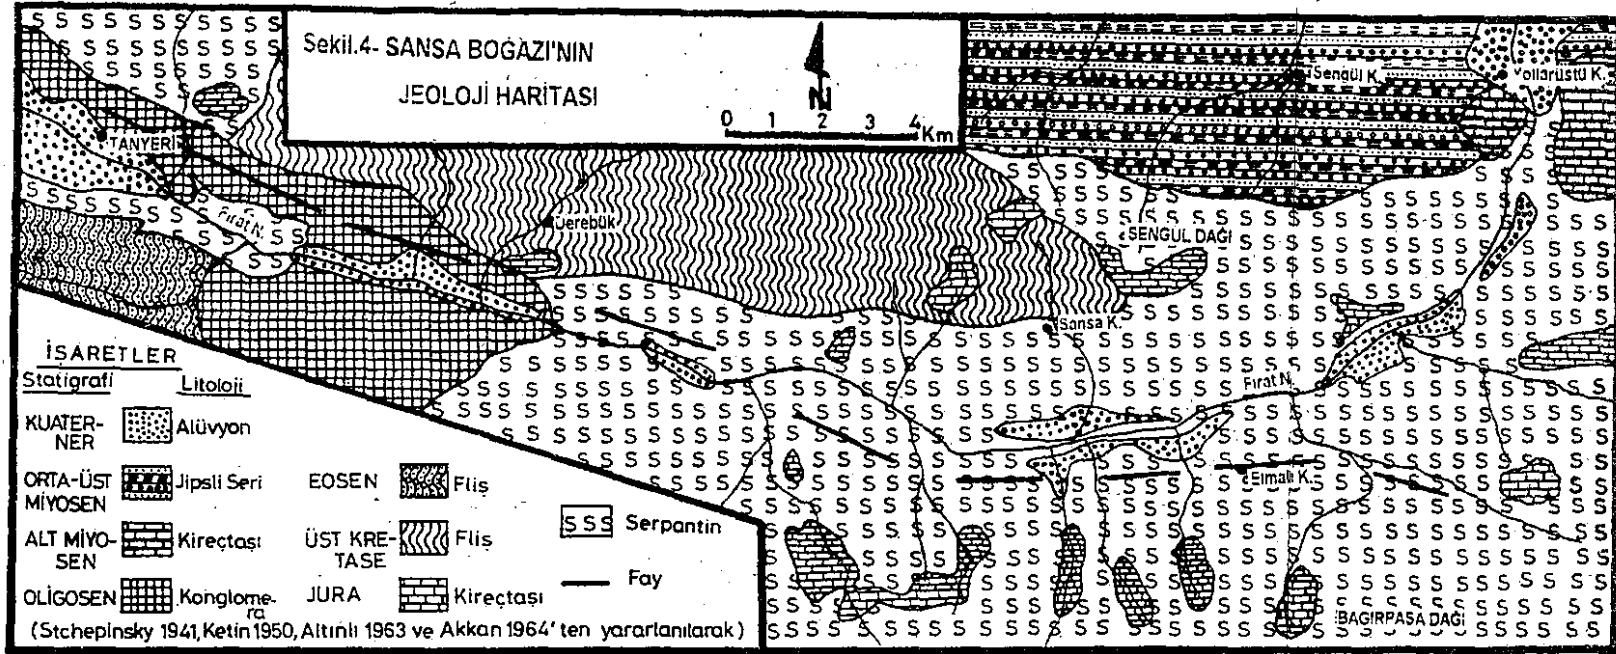 Sekil.4- SANSA BOĞAZI'NIN
JEOLOJİ HARİTASI
N
0 1 2 3 4 Km
Sengül K.
Yollarüstü K.
TANYERİ
Fırat N.
Derebük
SENGÜL DAĞI
Sansa K.
Fırat N.
Elmalı K.
BAGIRPASA DAĞI
İSARETLER
Statigrafi Litoloji
KUATER-
NER
Alüvyon
ORTA-ÜST
MİYOSEN
Jipsli Seri
ALT MİYO-
SEN
Kireçtaşı
OLİGOSEN
Konglome-
ra
EOSEN
Fliş
ÜST KRE-
TASE
Fliş
JURA
Kireçtaşı
S S S Serpantin
Fay
(Stchepinsky 1941, Ketin 1950, Altınlı 1963 ve Akkan 1964' ten yararlanılarak)